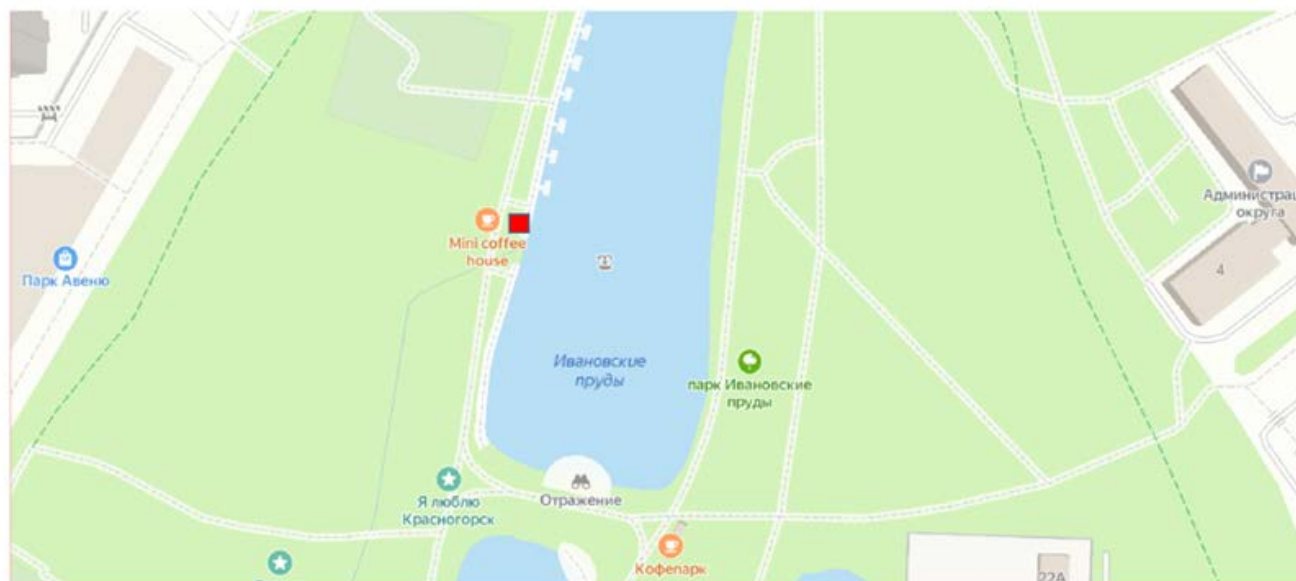 Администрац
округа
Mini coffee
house
4
Парк Авеню
Ивановские
пруды
парк Ивановские
пруды
Отражение
Я люблю
Красногорск
Кофепарк
22А